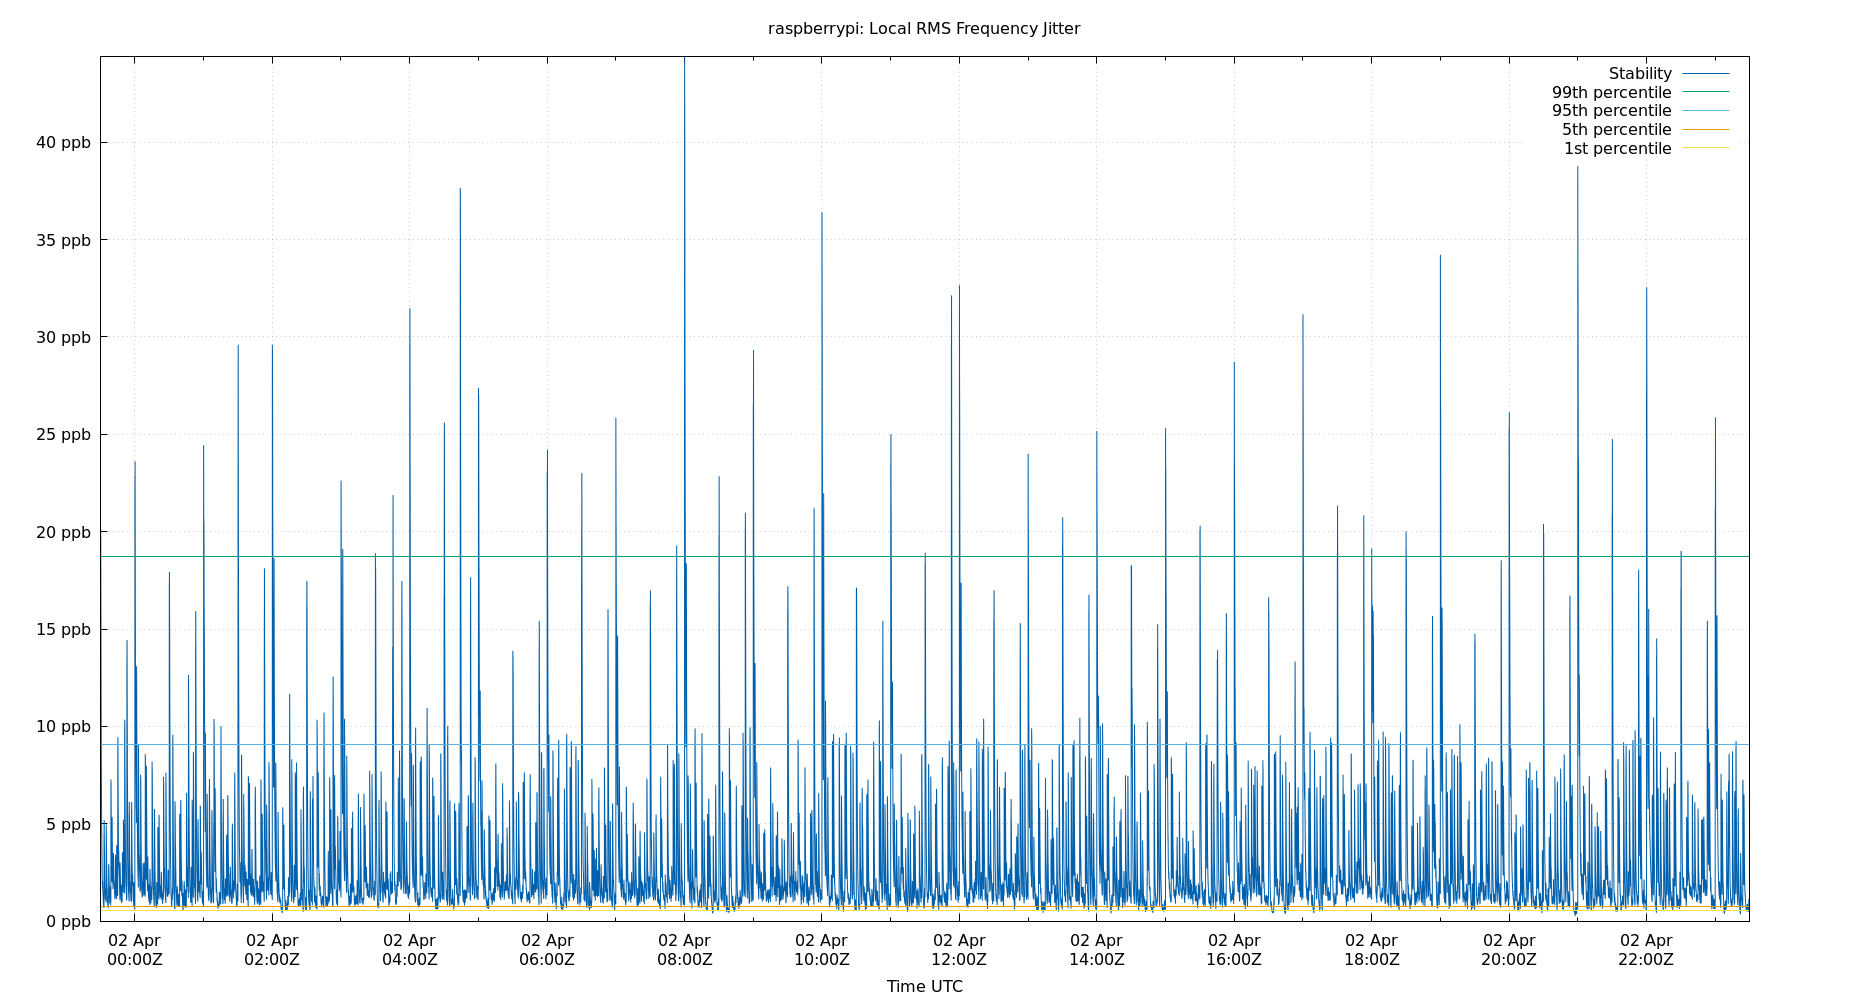 raspberrypi: Local RMS Frequency Jitter
Stability
99th percentile
95th percentile
5th percentile
1st percentile
40 ppb
35 ppb
30 ppb
25 ppb
20 ppb
15 ppb
10 ppb
5 ppb
0 ppb
02 Apr 02 Apr 02 Apr 02 Apr 02 Apr 02 Apr 02 Apr 02 Apr 02 Apr 02 Apr 02 Apr 02 Apr
00:00Z 02:00Z 04:00Z 06:00Z 08:00Z 10:00Z 12:00Z 14:00Z 16:00Z 18:00Z 20:00Z 22:00Z
Time UTC